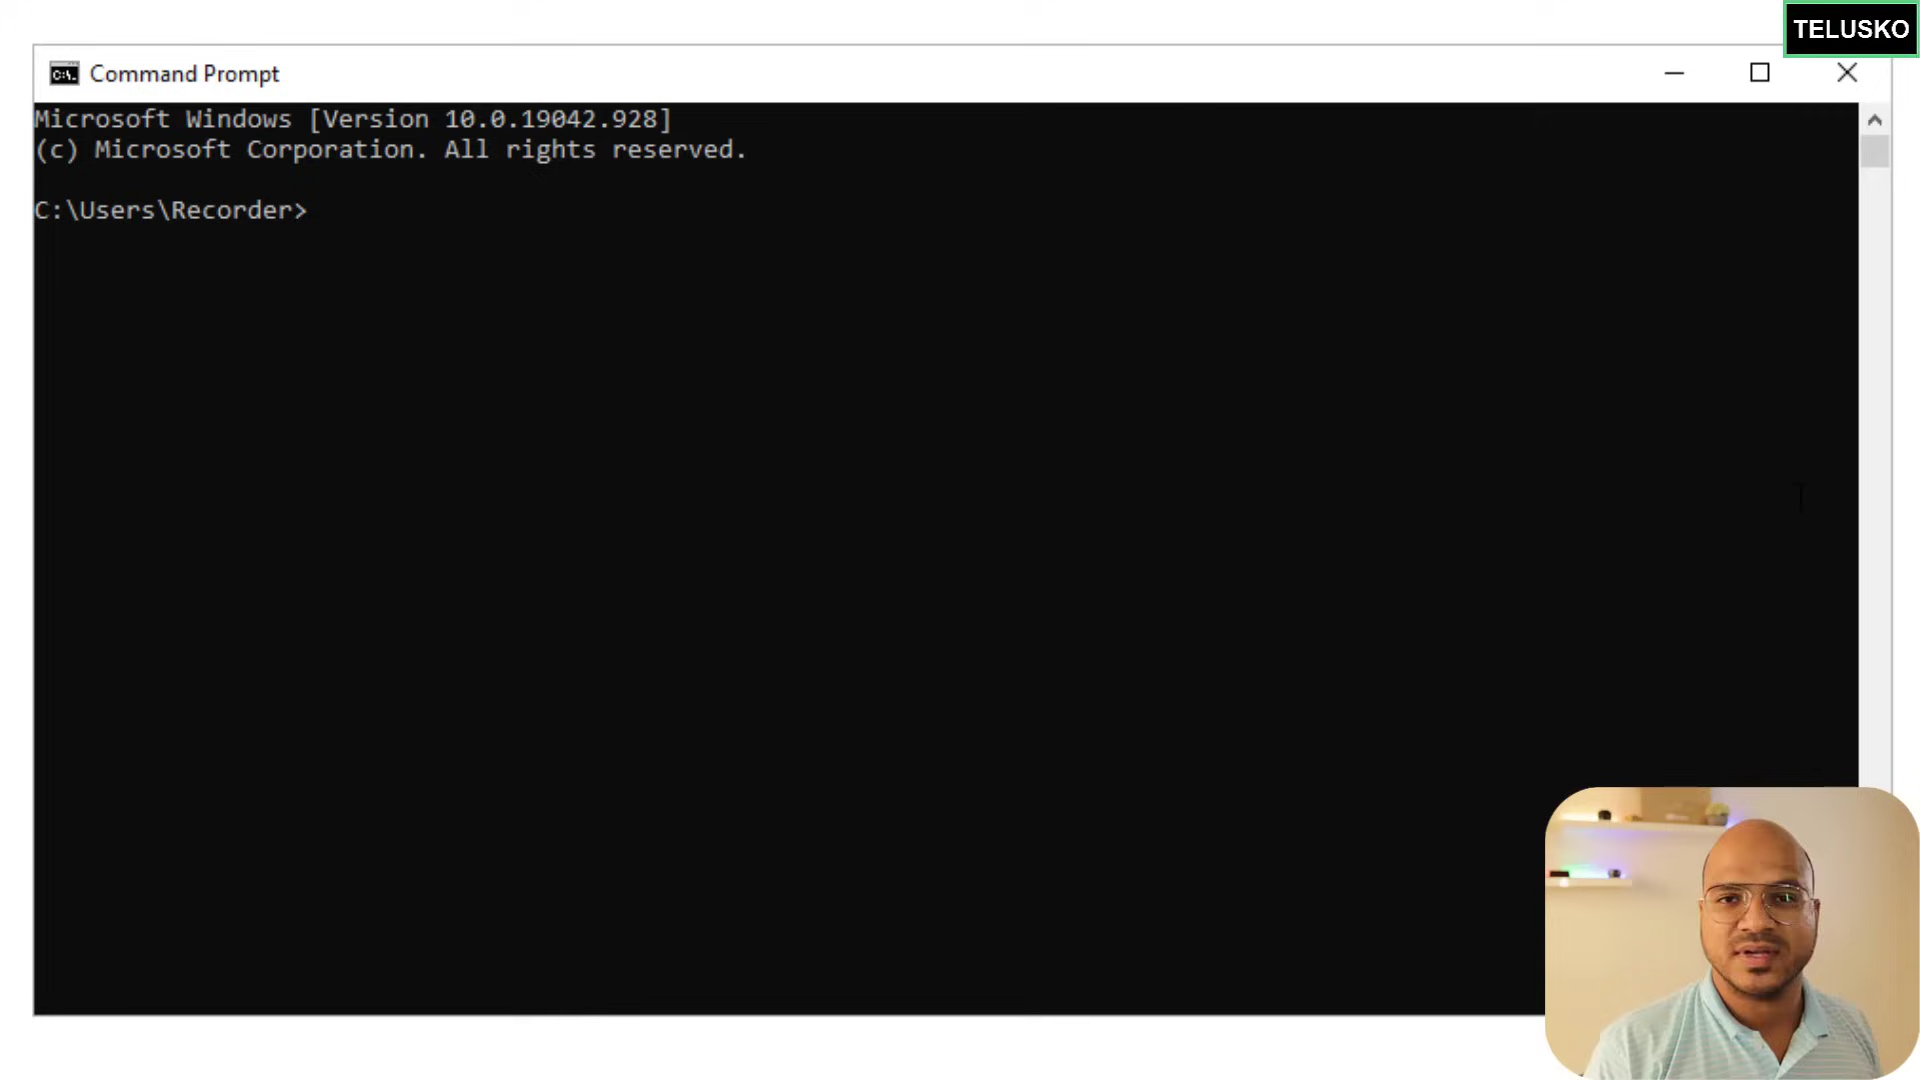 TELUSKO
Command Prompt
Microsoft Windows [Version 10.0.19042.928]
(c) Microsoft Corporation. All rights reserved.
C:\Users\Recorder>